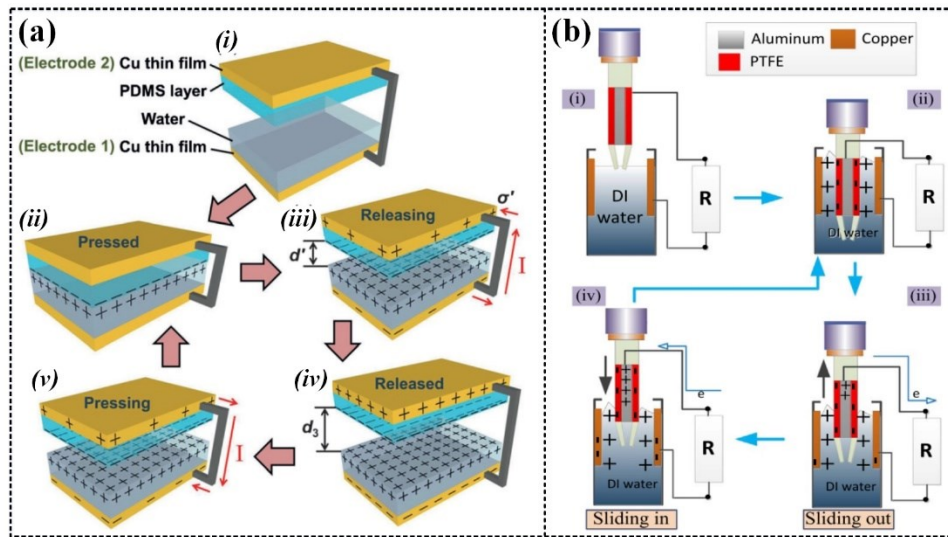 (a)
(i)
(Electrode 2) Cu thin film
PDMS layer
Water
(Electrode 1) Cu thin film
(ii)
Pressed
(iii)
Releasing
σ'
d'
I
(v)
Pressing
I
(iv)
Released
d3
(b)
Aluminum Copper
PTFE
(i)
DI
water
R
(ii)
R
DI water
(iv)
e
R
DI water
Sliding in
(iii)
e
R
DI water
Sliding out